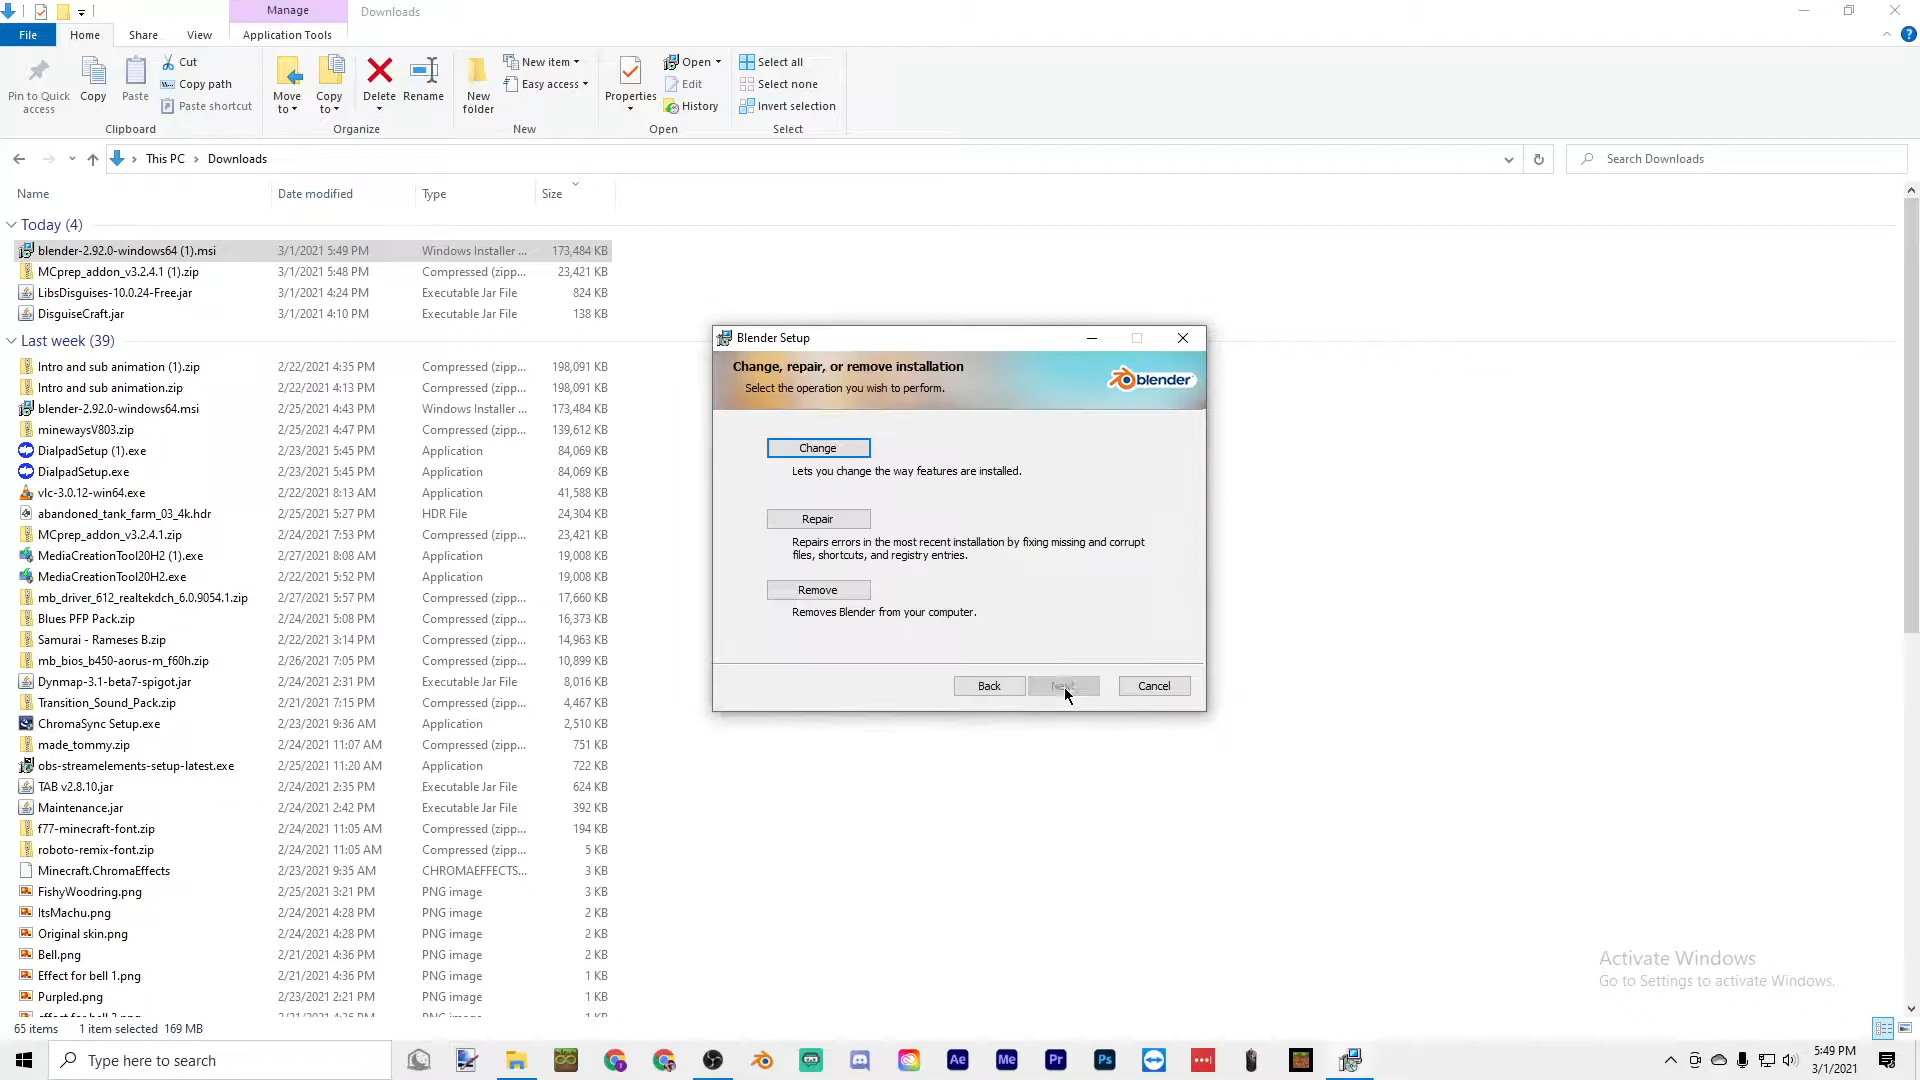 Manage
Downloads
File
Home
Share
View
Application Tools
Pin to Quick
access
Copy
Paste
Cut
Copy path
Paste shortcut
Clipboard
Move
to
Copy
to
Delete
Rename
Organize
New
folder
New item
Easy access
New
Properties
Open
Edit
History
Open
Select all
Select none
Invert selection
Select
This PC
Downloads
Search Downloads
Name
Date modified
Type
Size
Today (4)
blender-2.92.0-windows64 (1).msi 3/1/2021 5:49 PM Windows Installer ... 173,484 KB
MCprep_addon_v3.2.4.1 (1).zip 3/1/2021 5:48 PM Compressed (zipp... 23,421 KB
LibsDisguises-10.0.24-Free.jar 3/1/2021 4:24 PM Executable Jar File 824 KB
DisguiseCraft.jar 3/1/2021 4:10 PM Executable Jar File 138 KB
Last week (39)
Intro and sub animation (1).zip 2/22/2021 4:35 PM Compressed (zipp... 198,091 KB
Intro and sub animation.zip 2/22/2021 4:13 PM Compressed (zipp... 198,091 KB
blender-2.92.0-windows64.msi 2/25/2021 4:43 PM Windows Installer ... 173,484 KB
minewaysV803.zip 2/25/2021 4:47 PM Compressed (zipp... 139,612 KB
DialpadSetup (1).exe 2/23/2021 5:45 PM Application 84,069 KB
DialpadSetup.exe 2/23/2021 5:45 PM Application 84,069 KB
vlc-3.0.12-win64.exe 2/22/2021 8:13 AM Application 41,588 KB
abandoned_tank_farm_03_4k.hdr 2/25/2021 5:27 PM HDR File 24,304 KB
MCprep_addon_v3.2.4.1.zip 2/24/2021 7:53 PM Compressed (zipp... 23,421 KB
MediaCreationTool20H2 (1).exe 2/27/2021 8:08 AM Application 19,008 KB
MediaCreationTool20H2.exe 2/22/2021 5:52 PM Application 19,008 KB
mb_driver_612_realtekdch_6.0.9054.1.zip 2/27/2021 5:57 PM Compressed (zipp... 17,660 KB
Blues PFP Pack.zip 2/24/2021 5:08 PM Compressed (zipp... 16,373 KB
Samurai - Rameses B.zip 2/22/2021 3:14 PM Compressed (zipp... 14,963 KB
mb_bios_b450-aorus-m_f60h.zip 2/26/2021 7:05 PM Compressed (zipp... 10,899 KB
Dynmap-3.1-beta7-spigot.jar 2/24/2021 2:31 PM Executable Jar File 8,016 KB
Transition_Sound_Pack.zip 2/21/2021 7:15 PM Compressed (zipp... 4,467 KB
ChromaSync Setup.exe 2/23/2021 9:36 AM Application 2,510 KB
made_tommy.zip 2/24/2021 11:07 AM Compressed (zipp... 751 KB
obs-streamelements-setup-latest.exe 2/25/2021 11:20 AM Application 722 KB
TAB v2.8.10.jar 2/24/2021 2:35 PM Executable Jar File 624 KB
Maintenance.jar 2/24/2021 2:42 PM Executable Jar File 392 KB
f77-minecraft-font.zip 2/24/2021 11:05 AM Compressed (zipp... 194 KB
roboto-remix-font.zip 2/24/2021 11:05 AM Compressed (zipp... 5 KB
Minecraft.ChromaEffects 2/23/2021 9:35 AM CHROMAEFFECTS... 3 KB
FishyWoodring.png 2/25/2021 3:21 PM PNG image 3 KB
ItsMachu.png 2/24/2021 4:28 PM PNG image 2 KB
Original skin.png 2/24/2021 4:28 PM PNG image 2 KB
Bell.png 2/21/2021 4:36 PM PNG image 2 KB
Effect for bell 1.png 2/21/2021 4:36 PM PNG image 1 KB
Purpled.png 2/23/2021 2:21 PM PNG image 1 KB
65 items 1 item selected 169 MB
Blender Setup
Change, repair, or remove installation
Select the operation you wish to perform.
blender
Change
Lets you change the way features are installed.
Repair
Repairs errors in the most recent installation by fixing missing and corrupt
files, shortcuts, and registry entries.
Remove
Removes Blender from your computer.
Back
Next
Cancel
Activate Windows
Go to Settings to activate Windows.
Type here to search
Ae
Me
Pr
Ps
5:49 PM
3/1/2021